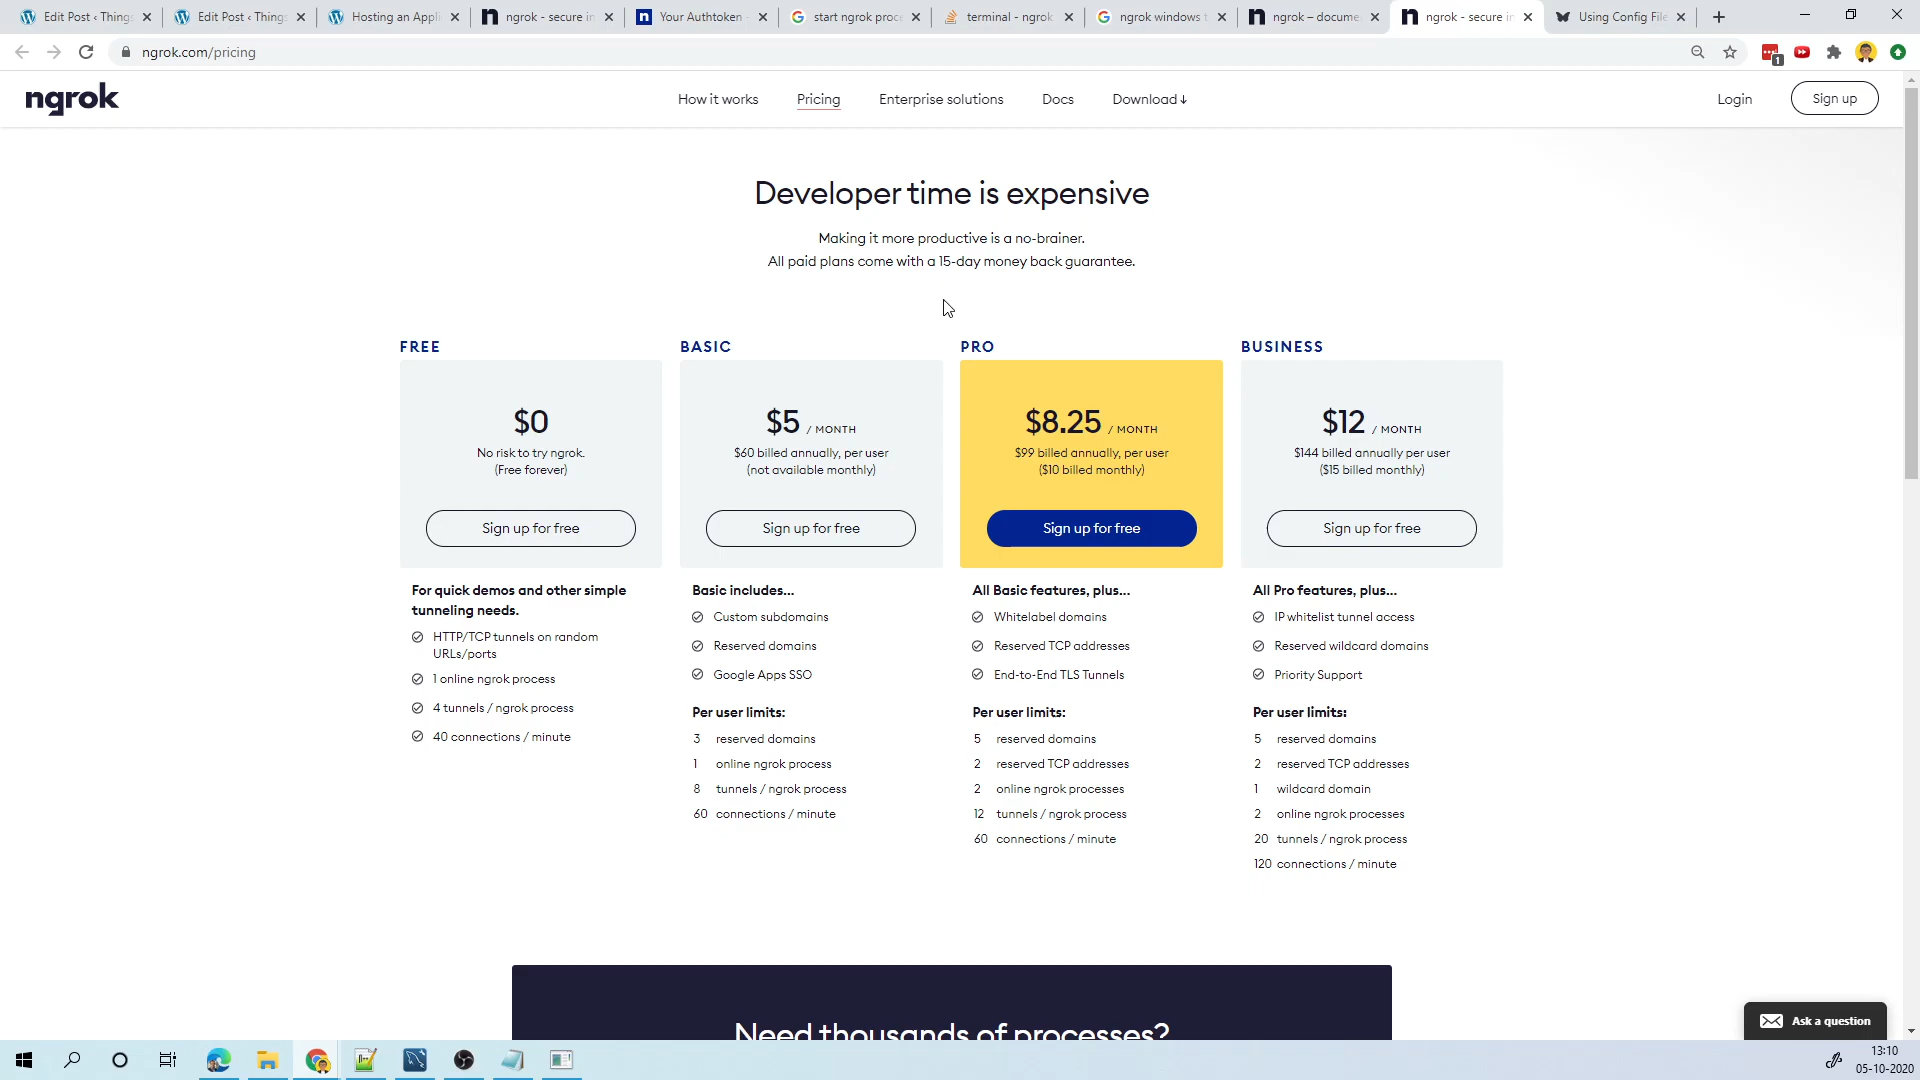 Edit Post ‹ Things
Edit Post ‹ Things
Hosting an Appli
ngrok - secure in
Your Authtoken -
start ngrok proce
terminal - ngrok
ngrok windows t
ngrok – docume
ngrok - secure in
Using Config File
ngrok.com/pricing
1
ngrok
How it works
Pricing
Enterprise solutions
Docs
Download ↓
Login
Sign up
Developer time is expensive
Making it more productive is a no-brainer.
All paid plans come with a 15-day money back guarantee.
FREE
$0
No risk to try ngrok.
(Free forever)
Sign up for free
For quick demos and other simple
tunneling needs.
HTTP/TCP tunnels on random
URLs/ports
1 online ngrok process
4 tunnels / ngrok process
40 connections / minute
BASIC
$5 / MONTH
$60 billed annually, per user
(not available monthly)
Sign up for free
Basic includes...
Custom subdomains
Reserved domains
Google Apps SSO
Per user limits:
3 reserved domains
1 online ngrok process
8 tunnels / ngrok process
60 connections / minute
PRO
$8.25 / MONTH
$99 billed annually, per user
($10 billed monthly)
Sign up for free
All Basic features, plus...
Whitelabel domains
Reserved TCP addresses
End-to-End TLS Tunnels
Per user limits:
5 reserved domains
2 reserved TCP addresses
2 online ngrok processes
12 tunnels / ngrok process
60 connections / minute
BUSINESS
$12 / MONTH
$144 billed annually per user
($15 billed monthly)
Sign up for free
All Pro features, plus...
IP whitelist tunnel access
Reserved wildcard domains
Priority Support
Per user limits:
5 reserved domains
2 reserved TCP addresses
1 wildcard domain
2 online ngrok processes
20 tunnels / ngrok process
120 connections / minute
Need thousands of processes?
Ask a question
13:10
05-10-2020